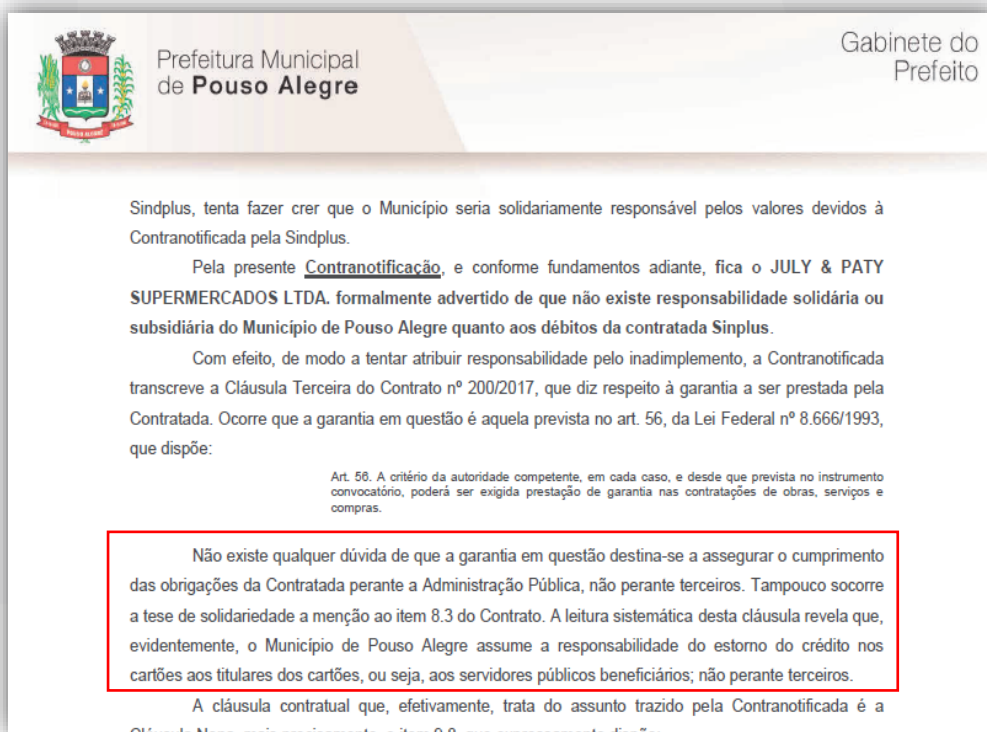 Prefeitura Municipal
de Pouso Alegre
Gabinete do
Prefeito
Sindplus, tenta fazer crer que o Município seria solidariamente responsável pelos valores devidos à
Contranotificada pela Sindplus.
Pela presente Contranotificação, e conforme fundamentos adiante, fica o JULY & PATY
SUPERMERCADOS LTDA. formalmente advertido de que não existe responsabilidade solidária ou
subsidiária do Município de Pouso Alegre quanto aos débitos da contratada Sinplus.
Com efeito, de modo a tentar atribuir responsabilidade pelo inadimplemento, a Contranotificada
transcreve a Cláusula Terceira do Contrato nº 200/2017, que diz respeito à garantia a ser prestada pela
Contratada. Ocorre que a garantia em questão é aquela prevista no art. 56, da Lei Federal nº 8.666/1993,
que dispõe:
Art. 56. A critério da autoridade competente, em cada caso, e desde que prevista no instrumento
convocatório, poderá ser exigida prestação de garantia nas contratações de obras, serviços e
compras.
Não existe qualquer dúvida de que a garantia em questão destina-se a assegurar o cumprimento
das obrigações da Contratada perante a Administração Pública, não perante terceiros. Tampouco socorre
a tese de solidariedade a menção ao item 8.3 do Contrato. A leitura sistemática desta cláusula revela que,
evidentemente, o Município de Pouso Alegre assume a responsabilidade do estorno do crédito nos
cartões aos titulares dos cartões, ou seja, aos servidores públicos beneficiários; não perante terceiros.
A cláusula contratual que, efetivamente, trata do assunto trazido pela Contranotificada é a